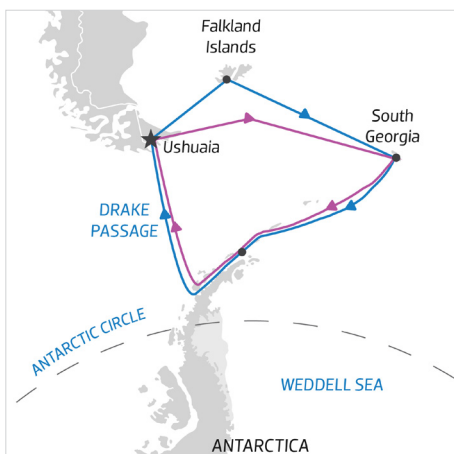 Falkland
Islands
South
Georgia
Ushuaia
DRAKE
PASSAGE
ANTARCTIC CIRCLE
WEDDELL SEA
ANTARCTICA